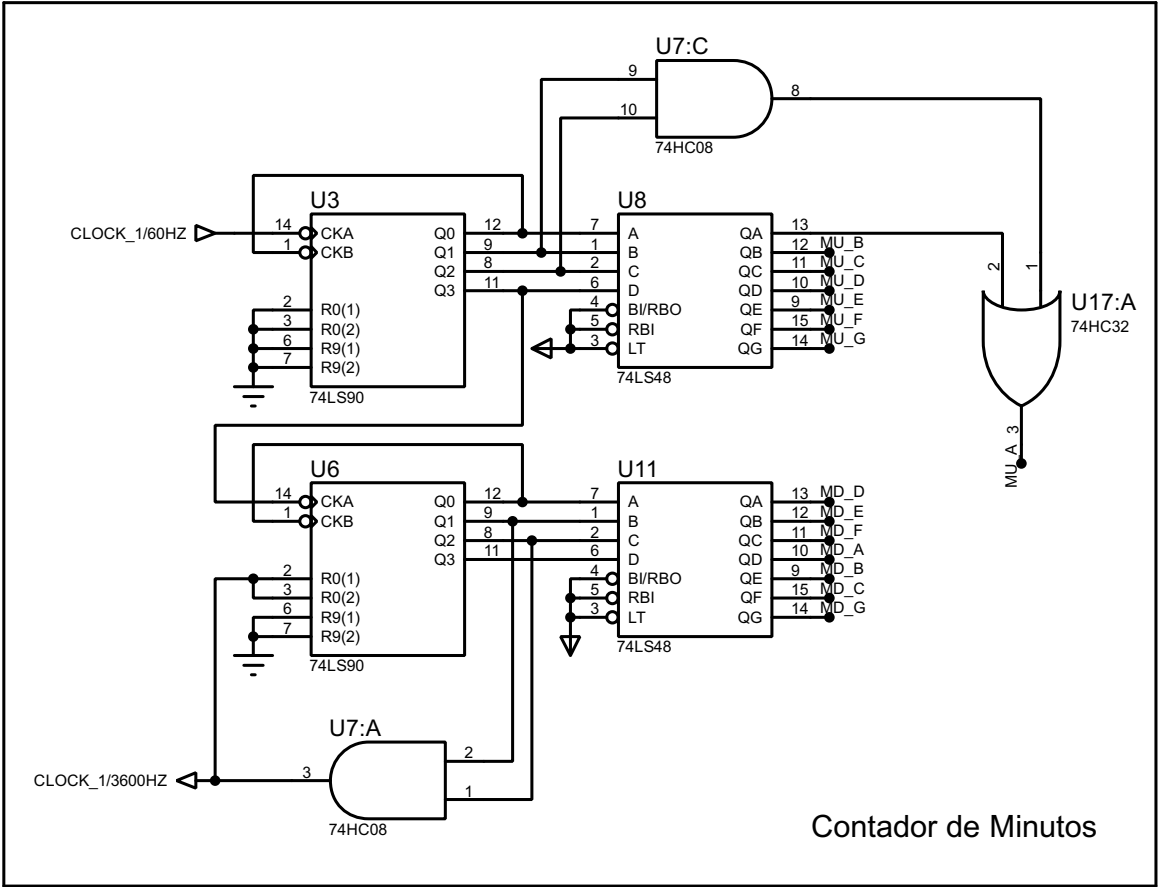 U7:C
9
10
8
74HC08
U3
CLOCK_1/60HZ
14 CKA Q0 12
1 CKB Q1 9
Q2 8
Q3 11
2 R0(1)
3 R0(2)
6 R9(1)
7 R9(2)
74LS90
U8
7 A QA 13
1 B QB 12 MU_B
2 C QC 11 MU_C
6 D QD 10 MU_D
4 BI/RBO QE 9 MU_E
5 RBI QF 15 MU_F
3 LT QG 14 MU_G
74LS48
2
1
U17:A
74HC32
3
MU_A
U6
14 CKA Q0 12
1 CKB Q1 9
Q2 8
Q3 11
2 R0(1)
3 R0(2)
6 R9(1)
7 R9(2)
74LS90
U11
7 A QA 13 MD_D
1 B QB 12 MD_E
2 C QC 11 MD_F
6 D QD 10 MD_A
4 BI/RBO QE 9 MD_B
5 RBI QF 15 MD_C
3 LT QG 14 MD_G
74LS48
U7:A
2
1
3
CLOCK_1/3600HZ
74HC08
Contador de Minutos